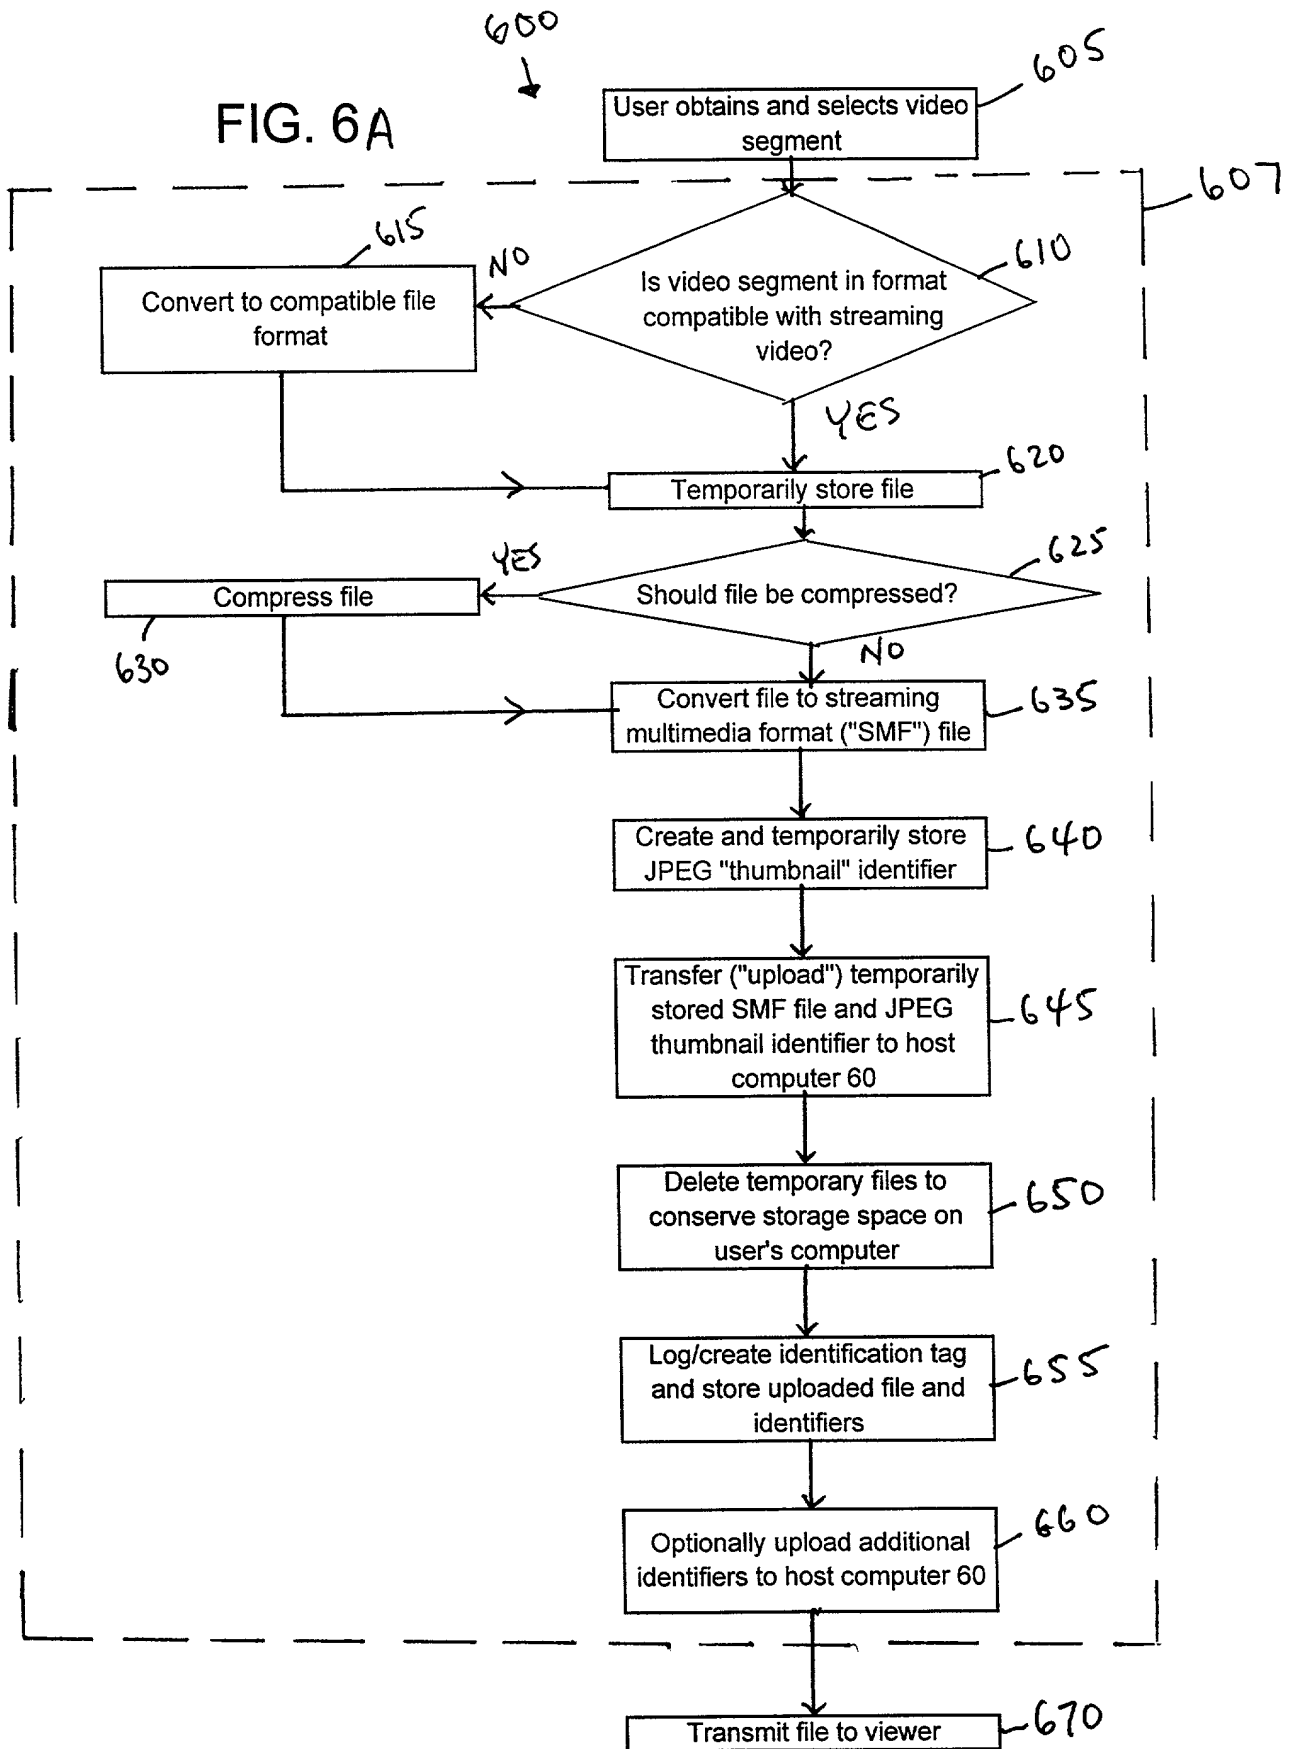 600
605
FIG. 6A
User obtains and selects video
segment
607
615
NO
610
Convert to compatible file
format
Is video segment in format
compatible with streaming
video?
YES
620
Temporarily store file
YES
625
Compress file
Should file be compressed?
630
NO
Convert file to streaming
multimedia format ("SMF") file
635
Create and temporarily store
JPEG "thumbnail" identifier
640
Transfer ("upload") temporarily
stored SMF file and JPEG
thumbnail identifier to host
computer 60
645
Delete temporary files to
conserve storage space on
user's computer
650
Log/create identification tag
and store uploaded file and
identifiers
655
Optionally upload additional
identifiers to host computer 60
660
Transmit file to viewer
670